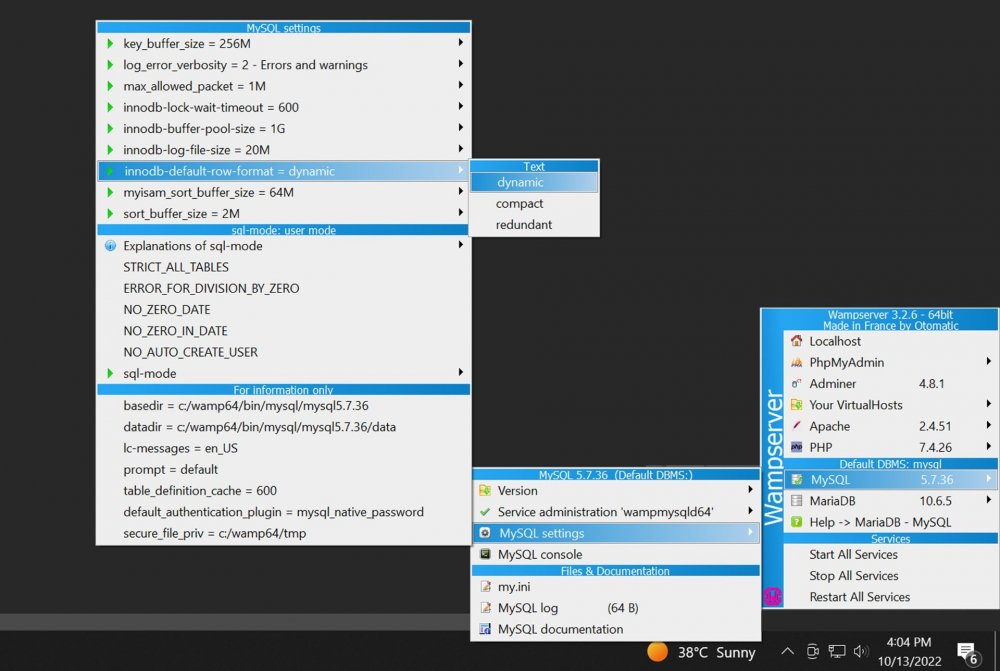 MySQL settings
key_buffer_size = 256M
log_error_verbosity = 2 - Errors and warnings
max_allowed_packet = 1M
innodb-lock-wait-timeout = 600
innodb-buffer-pool-size = 1G
innodb-log-file-size = 20M
innodb-default-row-format = dynamic
myisam_sort_buffer_size = 64M
sort_buffer_size = 2M
sql-mode: user mode
Explanations of sql-mode
STRICT_ALL_TABLES
ERROR_FOR_DIVISION_BY_ZERO
NO_ZERO_DATE
NO_ZERO_IN_DATE
NO_AUTO_CREATE_USER
sql-mode
For information only
basedir = c:/wamp64/bin/mysql/mysql5.7.36
datadir = c:/wamp64/bin/mysql/mysql5.7.36/data
lc-messages = en_US
prompt = default
table_definition_cache = 600
default_authentication_plugin = mysql_native_password
secure_file_priv = c:/wamp64/tmp
Text
dynamic
compact
redundant
MySQL 5.7.36 (Default DBMS:)
Version
Service administration 'wampmysqld64'
MySQL settings
MySQL console
Files & Documentation
my.ini
MySQL log (64 B)
MySQL documentation
Wampserver
Wampserver 3.2.6 - 64bit
Made in France by Otomatic
Localhost
PhpMyAdmin
Adminer 4.8.1
Your VirtualHosts
Apache 2.4.51
PHP 7.4.26
Default DBMS: mysql
MySQL 5.7.36
MariaDB 10.6.5
Help -> MariaDB - MySQL
Services
Start All Services
Stop All Services
Restart All Services
38°C Sunny
4:04 PM
10/13/2022
6